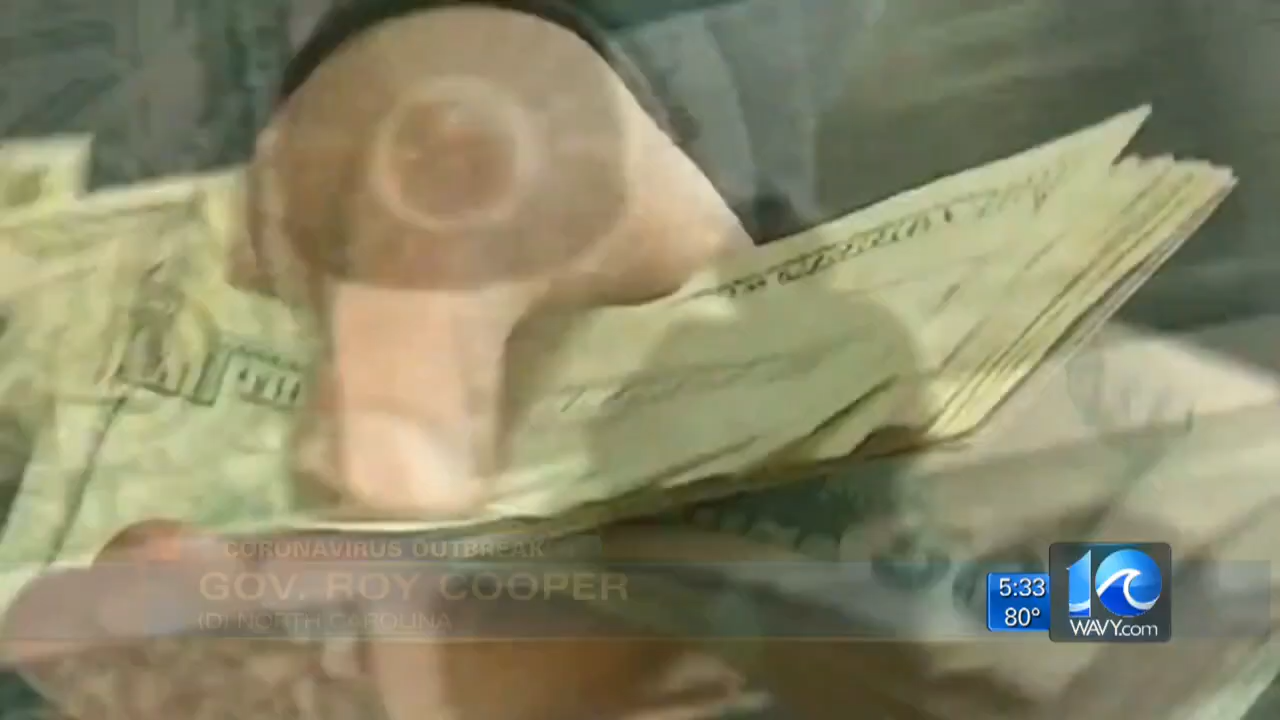 CORONAVIRUS OUTBREAK
GOV. ROY COOPER
(D) NORTH CAROLINA
5:33
80°
10
WAVY.com